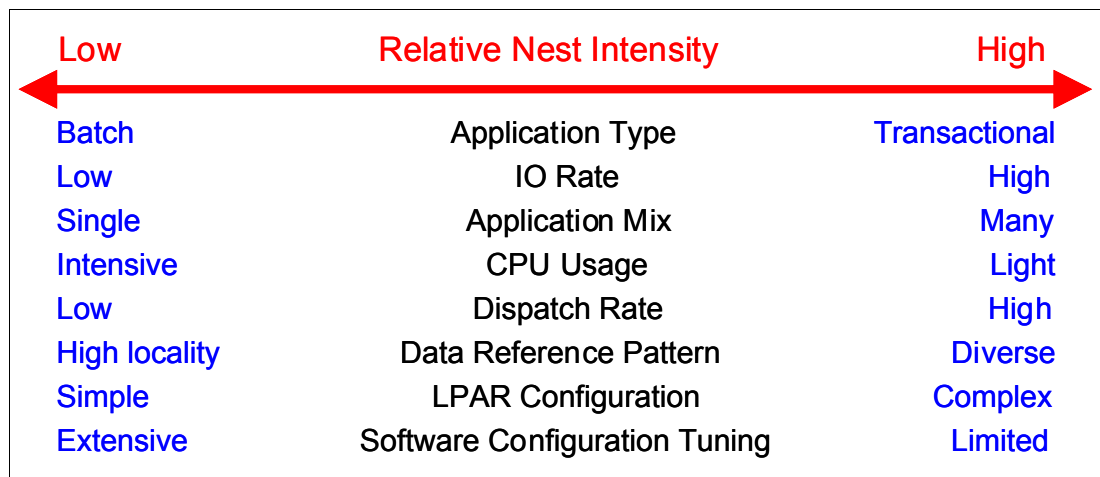 Low Relative Nest Intensity High
Batch Application Type Transactional
Low IO Rate High
Single Application Mix Many
Intensive CPU Usage Light
Low Dispatch Rate High
High locality Data Reference Pattern Diverse
Simple LPAR Configuration Complex
Extensive Software Configuration Tuning Limited